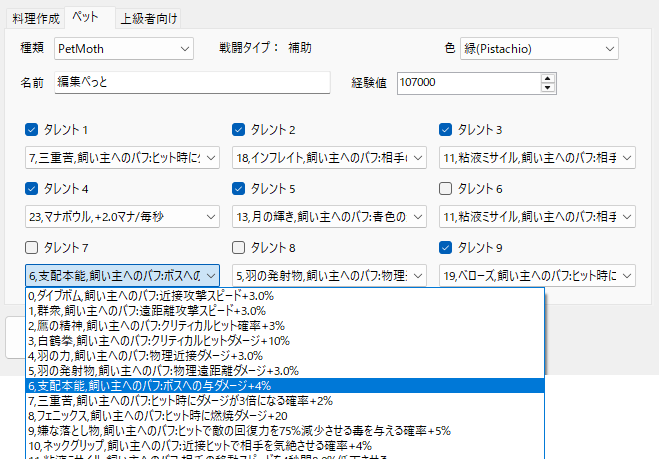 料理作成 ペット 上級者向け
種類 PetMoth 戦闘タイプ： 補助 色 緑(Pistachio)
名前 編集ぺっと 経験値 107000
タレント 1 タレント 2 タレント 3
7,三重苦,飼い主へのバフ:ヒット時に 18,インフレイト,飼い主へのバフ:相手 11,粘液ミサイル,飼い主へのバフ:相手
タレント 4 タレント 5 タレント 6
23,マナボウル,+2.0マナ/毎秒 13,月の輝き,飼い主へのバフ:青色の 11,粘液ミサイル,飼い主へのバフ:相手
タレント 7 タレント 8 タレント 9
6,支配本能,飼い主へのバフ:ボスへの 5,羽の発射物,飼い主へのバフ:物理 19,ベローズ,飼い主へのバフ:ヒット時に
0,ダイブボム,飼い主へのバフ:近接攻撃スピード+3.0%
1,群衆,飼い主へのバフ:遠距離攻撃スピード+3.0%
2,鷹の精神,飼い主へのバフ:クリティカルヒット確率+3%
3,白鶴拳,飼い主へのバフ:クリティカルヒットダメージ+10%
4,羽の力,飼い主へのバフ:物理近接ダメージ+3.0%
5,羽の発射物,飼い主へのバフ:物理遠距離ダメージ+3.0%
6,支配本能,飼い主へのバフ:ボスへの与ダメージ+4%
7,三重苦,飼い主へのバフ:ヒット時にダメージが3倍になる確率+2%
8,フェニックス,飼い主へのバフ:ヒット時に燃焼ダメージ+20
9,嫌な落とし物,飼い主へのバフ:ヒットで敵の回復力を75%減少させる毒を与える確率+5%
10,ネックグリップ,飼い主へのバフ:近接ヒットで相手を気絶させる確率+4%